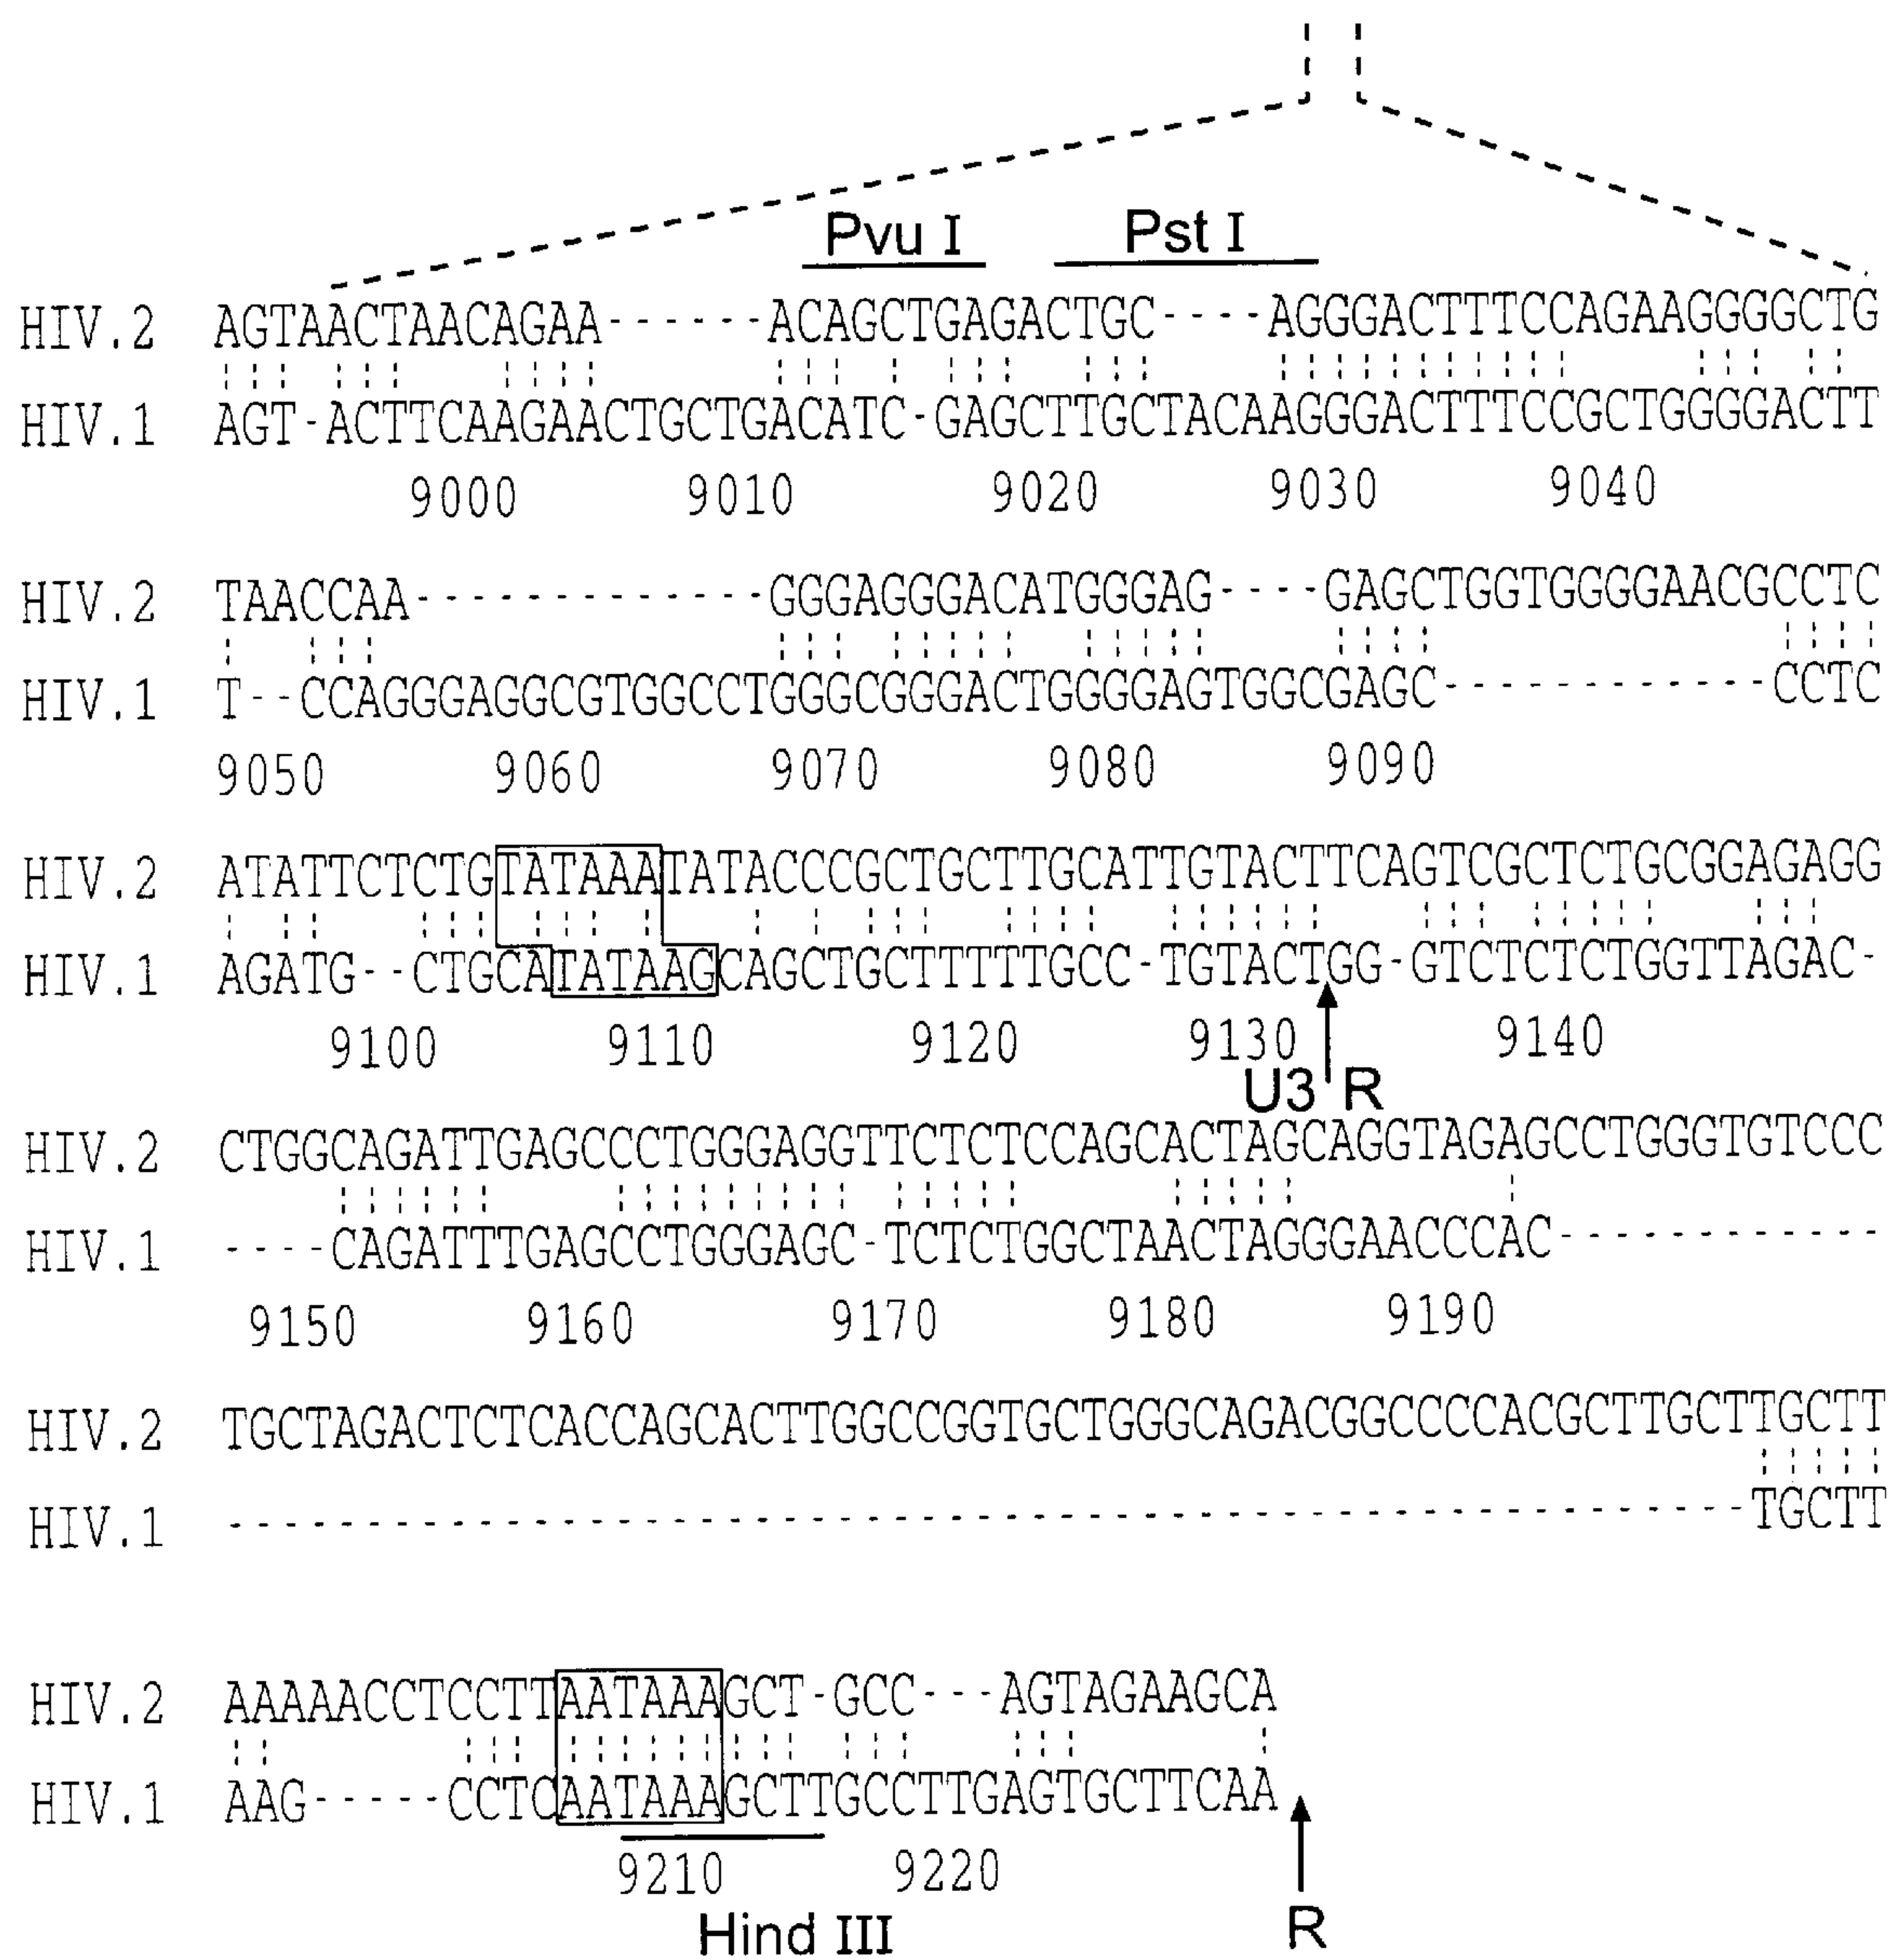 Pvu I Pst I
HIV.2 AGTAACTAACAGAA------ACAGCTGAGACTGC----AGGGACTTTCCAGAAGGGGCTG
HIV.1 AGT-ACTTCAAGAACTGCTGACATC-GAGCTTGCTACAAGGGACTTTCCGCTGGGGACTT
9000 9010 9020 9030 9040
HIV.2 TAACCAA-------------GGGAGGGACATGGGAG----GAGCTGGTGGGGAACGCCTC
HIV.1 T--CCAGGGAGGCGTGGCCTGGGCGGGACTGGGGAGTGGCGAGC------------CCTC
9050 9060 9070 9080 9090
HIV.2 ATATTCTCTGTATAAATATACCCGCTGCTTGCATTGTACTTCAGTCGCTCTGCGGAGAGG
HIV.1 AGATG--CTGCATATAAGCAGCTGCTTTTTGCC-TGTACTGG-GTCTCTCTGGTTAGAC-
9100 9110 9120 9130 9140
U3 R
HIV.2 CTGGCAGATTGAGCCCTGGGAGGTTCTCTCCAGCACTAGCAGGTAGAGCCTGGGTGTCCC
HIV.1 ----CAGATTTGAGCCTGGGAGC-TCTCTGGCTAACTAGGGAACCCAC------------
9150 9160 9170 9180 9190
HIV.2 TGCTAGACTCTCACCAGCACTTGGCCGGTGCTGGGCAGACGGCCCCACGCTTGCTTGCTT
HIV.1 -------------------------------------------------------TGCTT
HIV.2 AAAAACCTCCTTAATAAAGCT-GCC---AGTAGAAGCA
HIV.1 AAG-----CCTCAATAAAGCTTGCCTTGAGTGCTTCAA
9210 9220
Hind III R